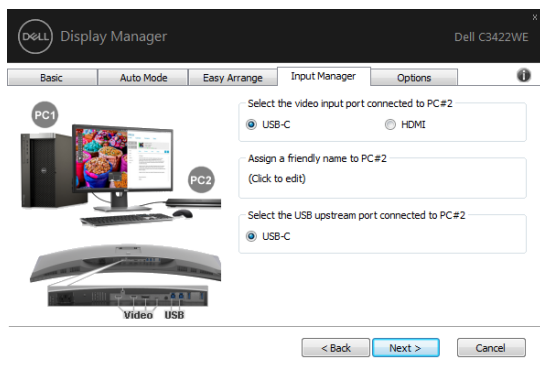 DELL Display Manager
Dell C3422WE
Basic
Auto Mode
Easy Arrange
Input Manager
Options
PC1
PC2
Video USB
Select the video input port connected to PC#2
USB-C
HDMI
Assign a friendly name to PC#2
(Click to edit)
Select the USB upstream port connected to PC#2
USB-C
< Back
Next >
Cancel